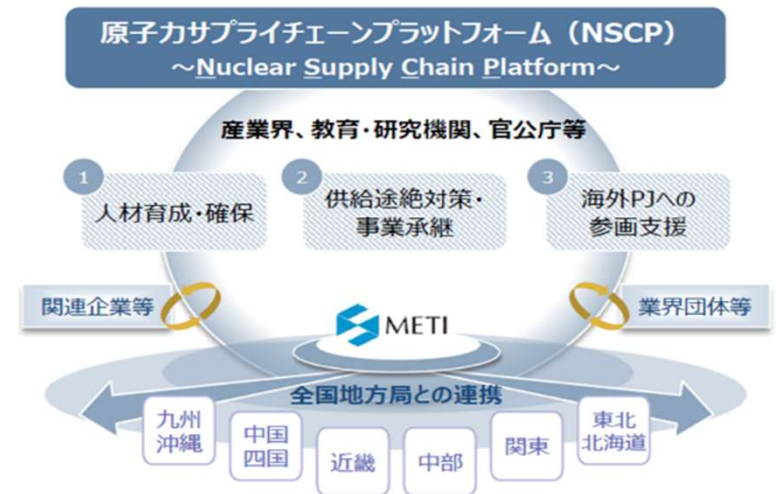 原子力サプライチェーンプラットフォーム（NSCP）
～Nuclear Supply Chain Platform～
産業界、教育・研究機関、官公庁等
1
人材育成・確保
2
供給途絶対策・
事業承継
3
海外PJへの
参画支援
関連企業等
業界団体等
METI
全国地方局との連携
九州
沖縄
中国
四国
近畿
中部
関東
東北
北海道